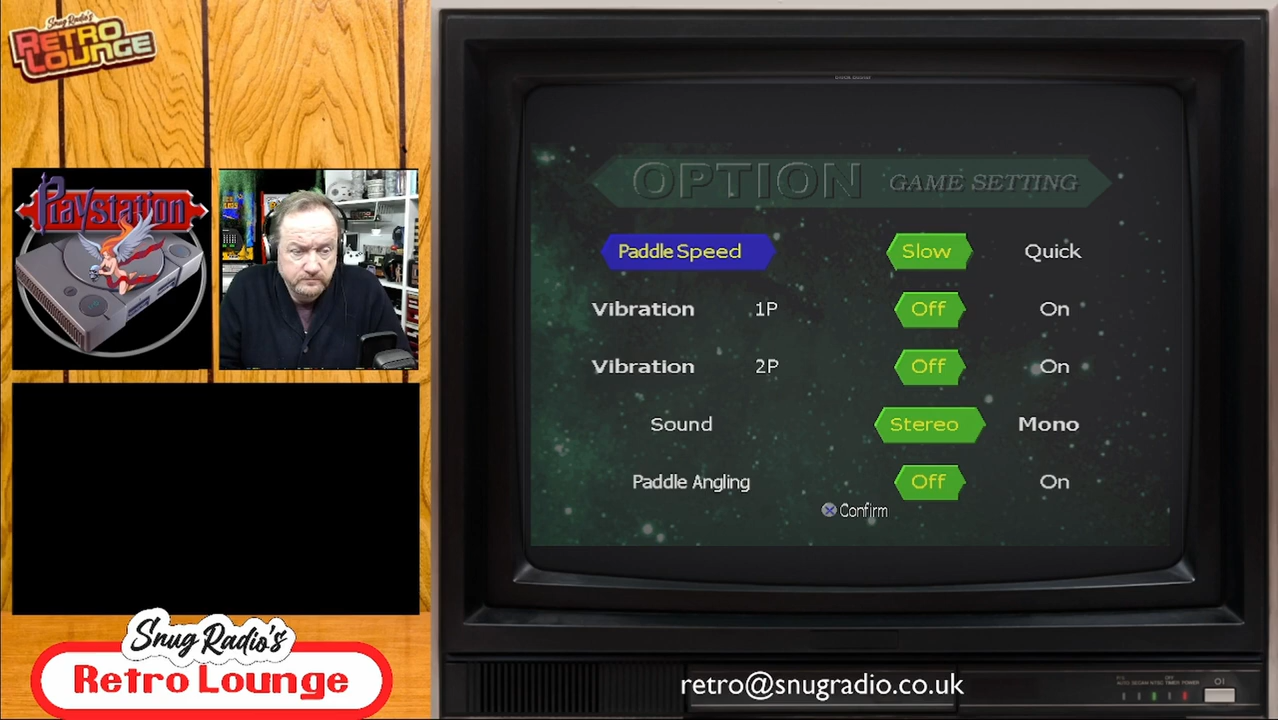 Snug Radio's
RETRO
LOUNGE
Playstation
OPTION GAME SETTING
Paddle Speed Slow Quick
Vibration 1P Off On
Vibration 2P Off On
Sound Stereo Mono
Paddle Angling Off On
Confirm
Snug Radio's
Retro Lounge
retro@snugradio.co.uk